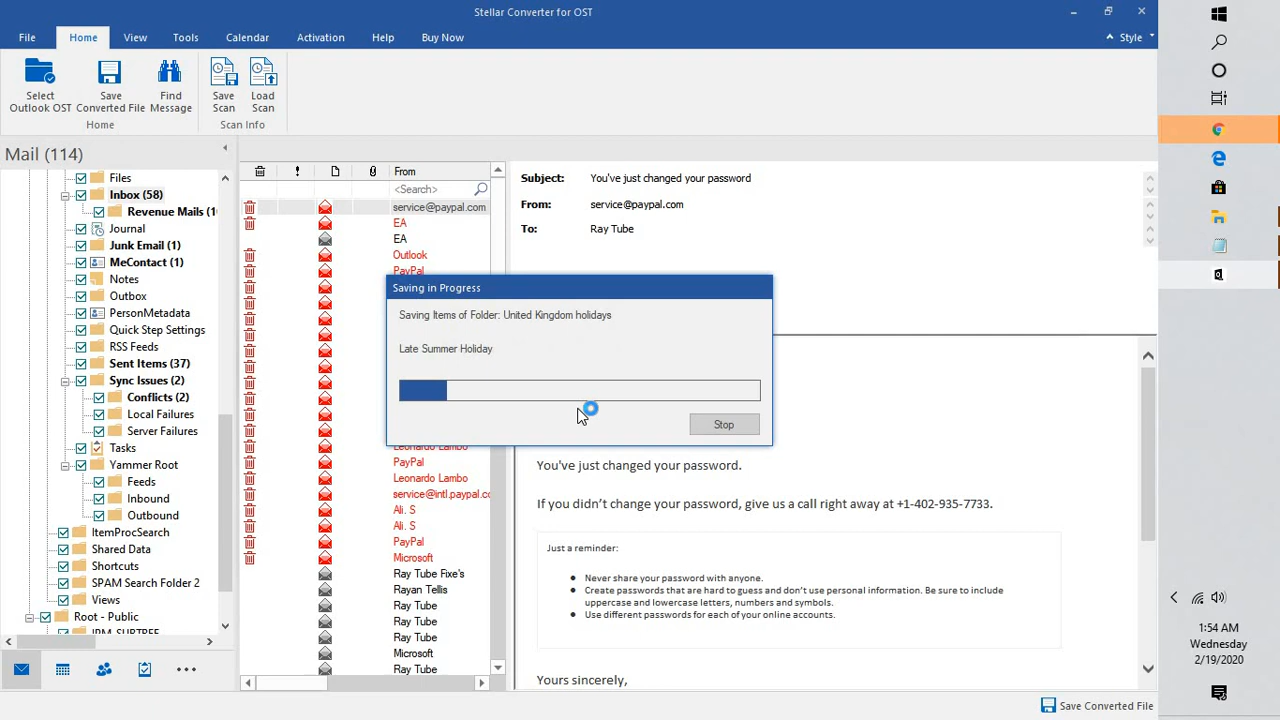 Stellar Converter for OST
File Home View Tools Calendar Activation Help Buy Now Style
Select Outlook OST
Save Converted File
Find Message
Save Scan
Load Scan
Home
Scan Info
Mail (114)
Files
Inbox (58)
Revenue Mails (1
Journal
Junk Email (1)
MeContact (1)
Notes
Outbox
PersonMetadata
Quick Step Settings
RSS Feeds
Sent Items (37)
Sync Issues (2)
Conflicts (2)
Local Failures
Server Failures
Tasks
Yammer Root
Feeds
Inbound
Outbound
ItemProcSearch
Shared Data
Shortcuts
SPAM Search Folder 2
Views
Root - Public
From
<Search>
service@paypal.com
EA
EA
Outlook
PayPal
Leonardo Lambo
PayPal
Leonardo Lambo
service@intl.paypal.co
Ali. S
Ali. S
PayPal
Microsoft
Ray Tube Fixe's
Rayan Tellis
Ray Tube
Ray Tube
Ray Tube
Microsoft
Ray Tube
Subject: You've just changed your password
From: service@paypal.com
To: Ray Tube
Saving in Progress
Saving Items of Folder: United Kingdom holidays
Late Summer Holiday
Stop
You've just changed your password.
If you didn't change your password, give us a call right away at +1-402-935-7733.
Just a reminder:
● Never share your password with anyone.
● Create passwords that are hard to guess and don't use personal information. Be sure to include
uppercase and lowercase letters, numbers and symbols.
● Use different passwords for each of your online accounts.
Yours sincerely,
Save Converted File
1:54 AM
Wednesday
2/19/2020